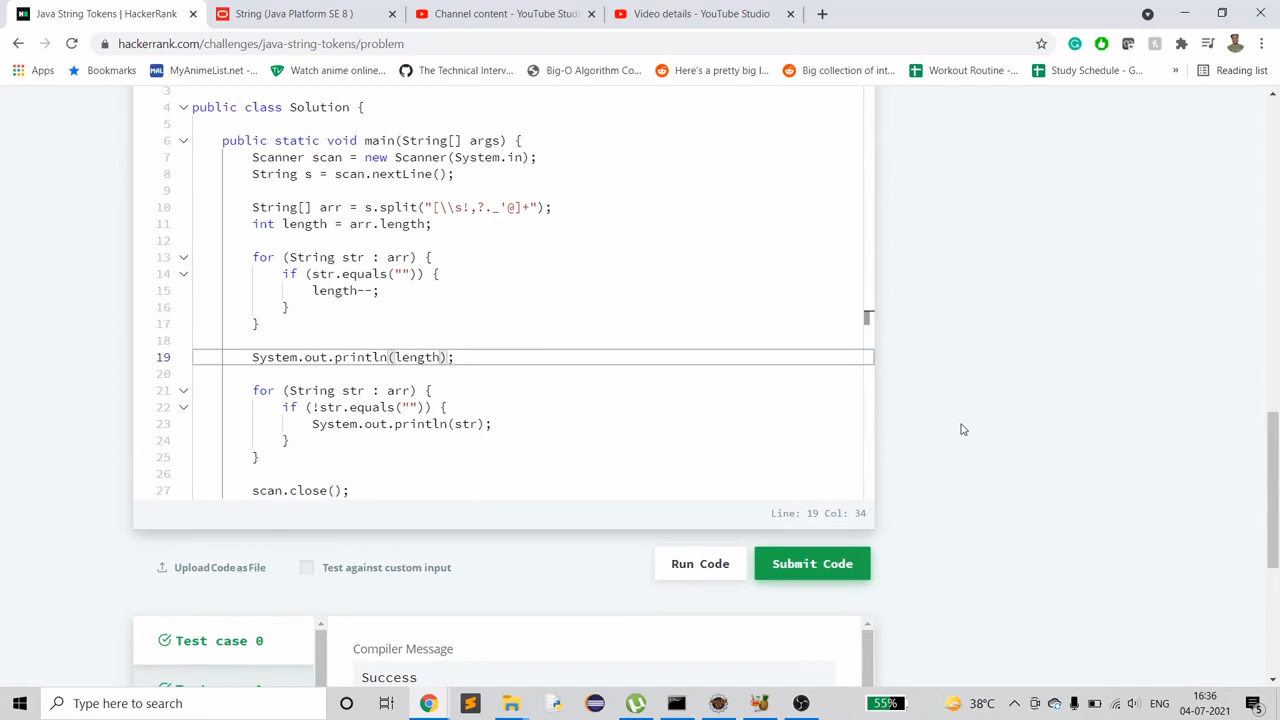 Java String Tokens | HackerRank
String (Java Platform SE 8 )
Channel content - YouTube Stud
Video details - YouTube Studio
hackerrank.com/challenges/java-string-tokens/problem
Apps
Bookmarks
MyAnimeList.net -...
Watch anime online...
The Technical Interv...
Big-O Algorithm Co...
Here's a pretty big l...
Big collection of int...
Workout Routine -...
Study Schedule - G...
»
Reading list
3
4 public class Solution {
5
6 public static void main(String[] args) {
7 Scanner scan = new Scanner(System.in);
8 String s = scan.nextLine();
9
10 String[] arr = s.split("[\\s!,?._'@]+");
11 int length = arr.length;
12
13 for (String str : arr) {
14 if (str.equals("")) {
15 length--;
16 }
17 }
18
19 System.out.println(length);
20
21 for (String str : arr) {
22 if (!str.equals("")) {
23 System.out.println(str);
24 }
25 }
26
27 scan.close();
Line: 19 Col: 34
Upload Code as File
Test against custom input
Run Code
Submit Code
Test case 0
Compiler Message
Success
Type here to search
55%
38°C
ENG
16:36
04-07-2021
5